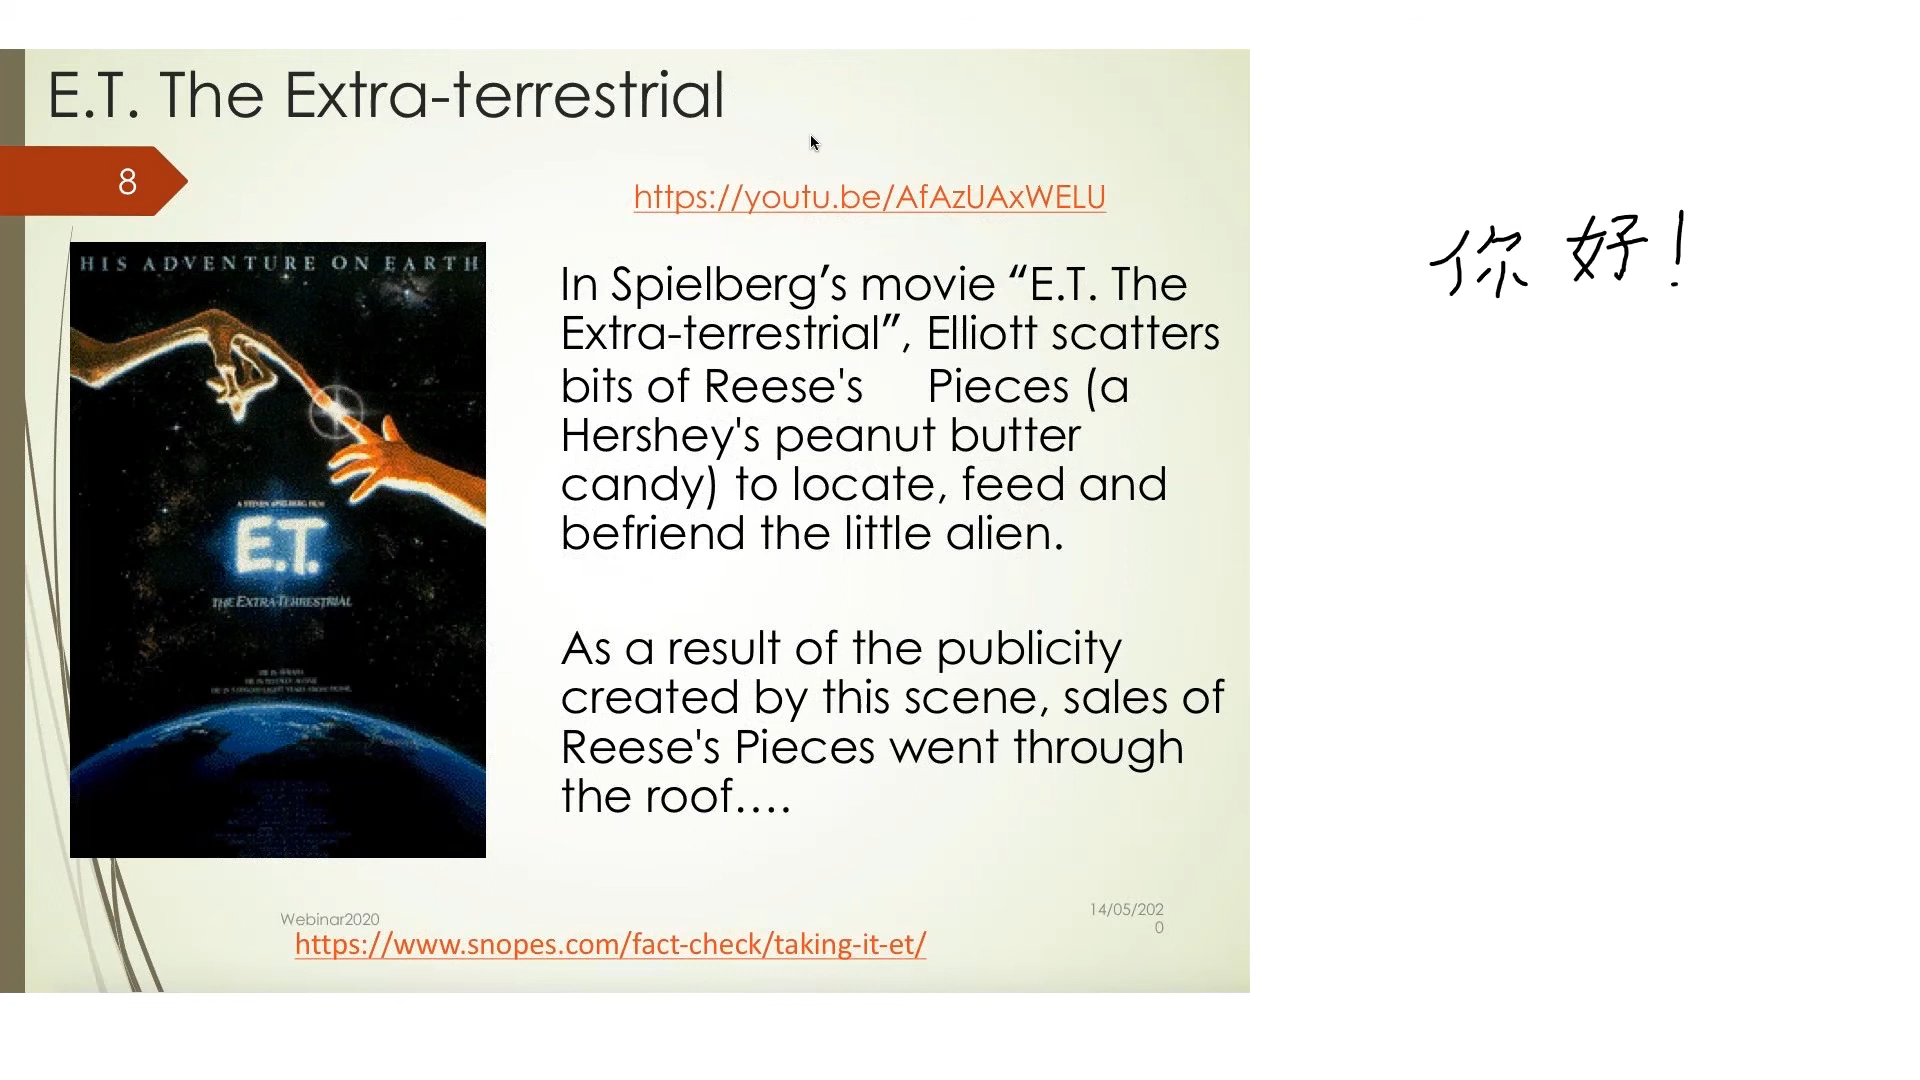 E.T. The Extra-terrestrial
8
https://youtu.be/AfAzUAxWELU
你好!
HIS ADVENTURE ON EARTH
A STEVEN SPIELBERG FILM
E.T.
THE EXTRA-TERRESTRIAL
In Spielberg’s movie “E.T. The
Extra-terrestrial”, Elliott scatters
bits of Reese's Pieces (a
Hershey's peanut butter
candy) to locate, feed and
befriend the little alien.
As a result of the publicity
created by this scene, sales of
Reese's Pieces went through
the roof….
Webinar2020
14/05/202
0
https://www.snopes.com/fact-check/taking-it-et/